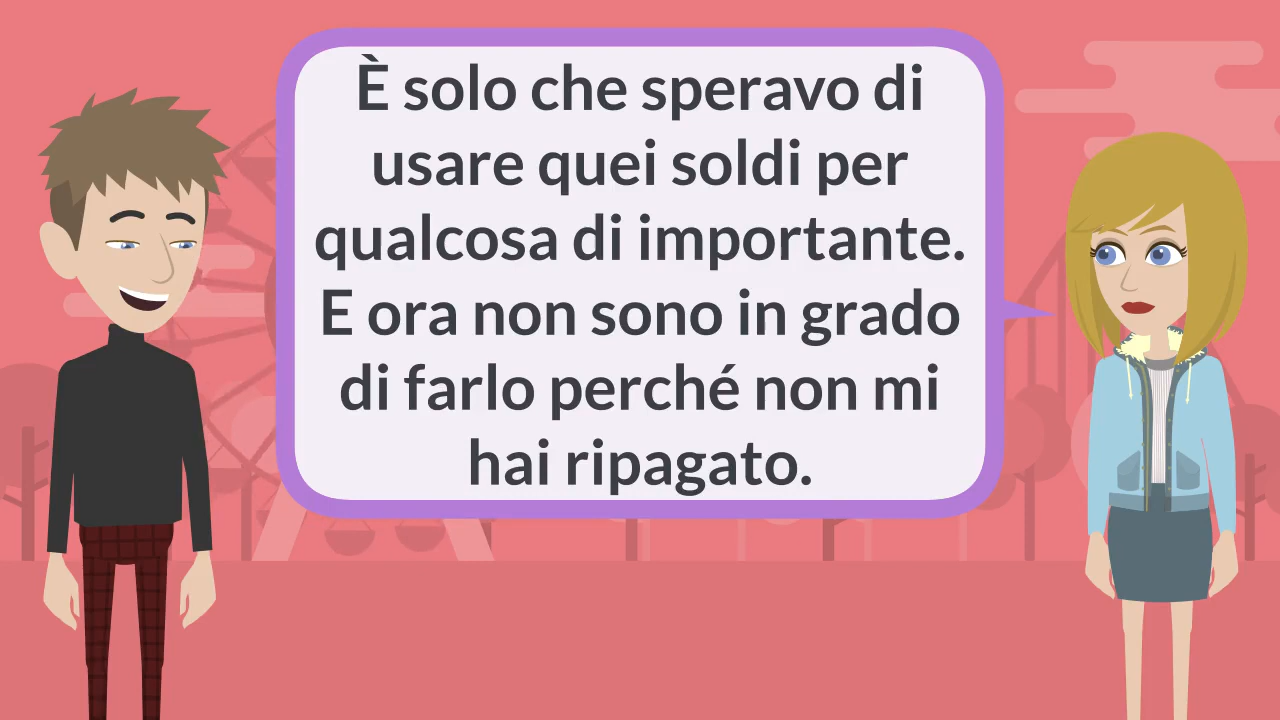 È solo che speravo di
usare quei soldi per
qualcosa di importante.
E ora non sono in grado
di farlo perché non mi
hai ripagato.